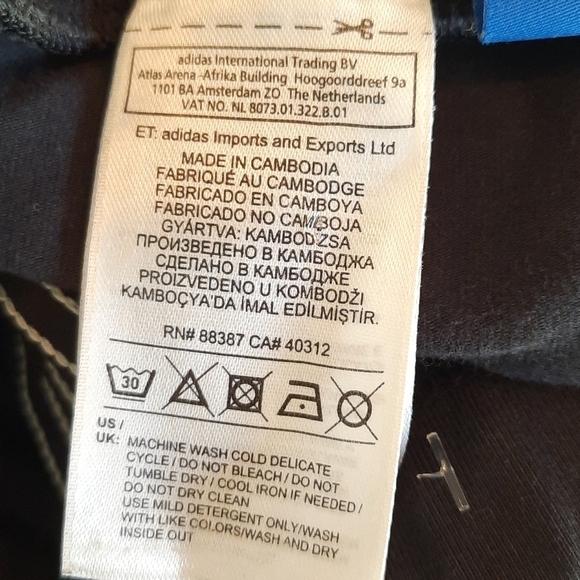 adidas International Trading BV
Atlas Arena -Afrika Building Hoogoorddreef 9a
1101 BA Amsterdam ZO The Netherlands
VAT NO. NL 8073.01.322.B.01
ET: adidas Imports and Exports Ltd
MADE IN CAMBODIA
FABRIQUÉ AU CAMBODGE
FABRICADO EN CAMBOYA
FABRICADO NO CAMBOJA
GYÁRTVA: KAMBODZSA
ПРОИЗВЕДЕНО В КАМБОДЖА
СДЕЛАНО В КАМБОДЖЕ
PROIZVEDENO U KOMBODŽI
KAMBOÇYA'DA İMAL EDİLMİŞTİR.
RN# 88387 CA# 40312
30
US /
UK: MACHINE WASH COLD DELICATE
CYCLE / DO NOT BLEACH / DO NOT
TUMBLE DRY / COOL IRON IF NEEDED /
DO NOT DRY CLEAN
USE MILD DETERGENT ONLY/WASH
WITH LIKE COLORS/WASH AND DRY
INSIDE OUT